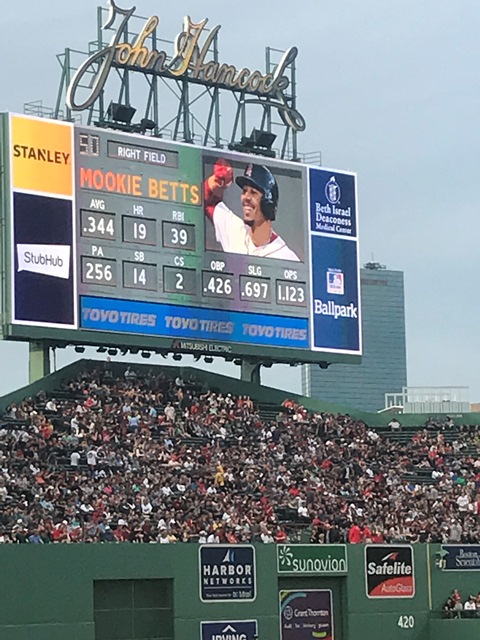 John Hancock
STANLEY
StubHub
50
RIGHT FIELD
MOOKIE BETTS
AVG HR RBI
.344 19 39
PA SB CS OBP SLG OPS
256 14 2 .426 .697 1.123
TOYO TIRES TOYO TIRES TOYO TIRES
MITSUBISHI ELECTRIC
Beth Israel
Deaconess
Medical Center
Ballpark
HARBOR
NETWORKS
sunovion
Safelite
AutoGlass
Boston
Scientific
Grant Thornton
IRVING
420